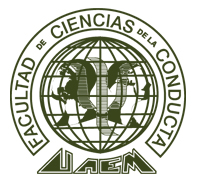 FACULTAD DE CIENCIAS DE LA CONDUCTA
UAEM